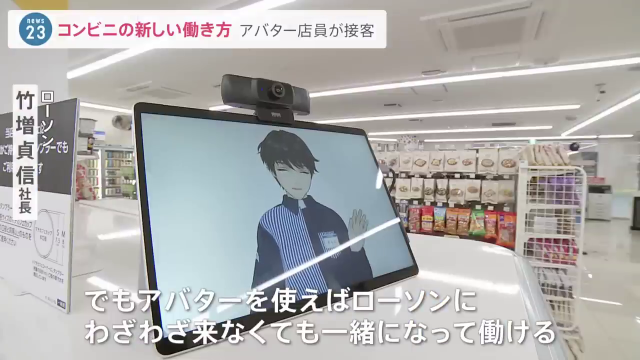 news
23
コンビニの新しい働き方 アバター店員が接客
ローソン
竹増貞信社長
でもアバターを使えばローソンに
わざわざ来なくても一緒になって働ける